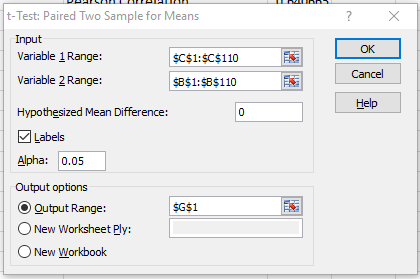 Pearson Correlation 0.640665
t-Test: Paired Two Sample for Means ? ×
Input
Variable 1 Range: $C$1:$C$110
Variable 2 Range: $B$1:$B$110
Hypothesized Mean Difference: 0
Labels
Alpha: 0.05
OK
Cancel
Help
Output options
Output Range: $G$1
New Worksheet Ply:
New Workbook